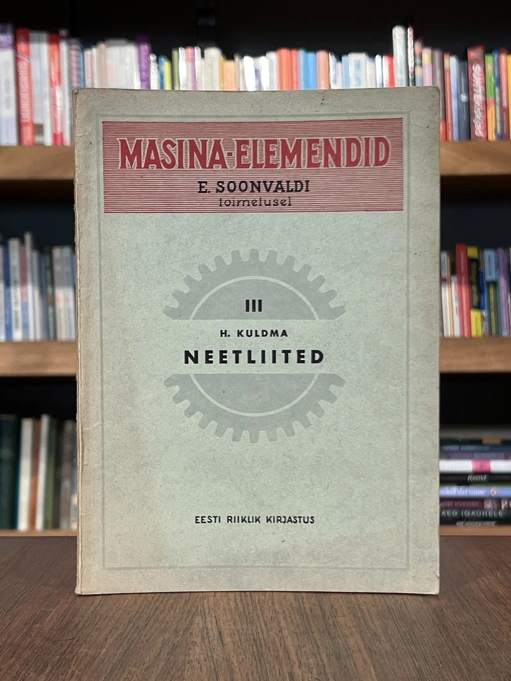 MASINA-ELEMENDID
E. SOONVALDI
toimetusel
III
H. KULDMA
NEETLIITED
EESTI RIIKLIK KIRJASTUS